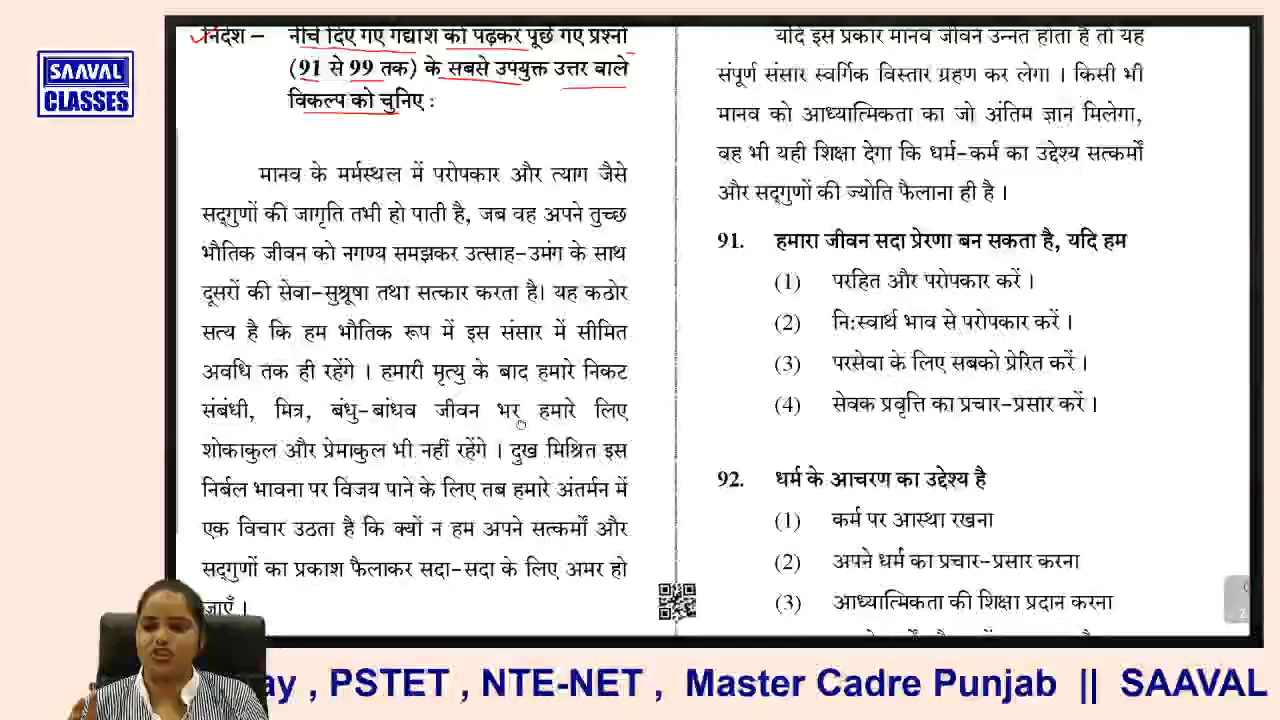 SAAVAL
CLASSES
निर्देश – नीचे दिए गए गद्यांश को पढ़कर पूछे गए प्रश्नों
(91 से 99 तक) के सबसे उपयुक्त उत्तर वाले
विकल्प को चुनिए :
मानव के मर्मस्थल में परोपकार और त्याग जैसे
सद्‌गुणों की जागृति तभी हो पाती है, जब वह अपने तुच्छ
भौतिक जीवन को नगण्य समझकर उत्साह-उमंग के साथ
दूसरों की सेवा-सुश्रूषा तथा सत्कार करता है। यह कठोर
सत्य है कि हम भौतिक रूप में इस संसार में सीमित
अवधि तक ही रहेंगे । हमारी मृत्यु के बाद हमारे निकट
संबंधी, मित्र, बंधु-बांधव जीवन भर हमारे लिए
शोकाकुल और प्रेमाकुल भी नहीं रहेंगे । दुख मिश्रित इस
निर्बल भावना पर विजय पाने के लिए तब हमारे अंतर्मन में
एक विचार उठता है कि क्यों न हम अपने सत्कर्मों और
सद्‌गुणों का प्रकाश फैलाकर सदा-सदा के लिए अमर हो
जाएँ ।
यदि इस प्रकार मानव जीवन उन्नत होता है तो यह
संपूर्ण संसार स्वर्गिक विस्तार ग्रहण कर लेगा । किसी भी
मानव को आध्यात्मिकता का जो अंतिम ज्ञान मिलेगा,
वह भी यही शिक्षा देगा कि धर्म-कर्म का उद्देश्य सत्कर्मों
और सद्‌गुणों की ज्योति फैलाना ही है ।
91. हमारा जीवन सदा प्रेरणा बन सकता है, यदि हम
(1) परहित और परोपकार करें ।
(2) नि:स्वार्थ भाव से परोपकार करें ।
(3) परसेवा के लिए सबको प्रेरित करें ।
(4) सेवक प्रवृत्ति का प्रचार-प्रसार करें ।
92. धर्म के आचरण का उद्देश्य है
(1) कर्म पर आस्था रखना
(2) अपने धर्म का प्रचार-प्रसार करना
(3) आध्यात्मिकता की शिक्षा प्रदान करना
ay , PSTET , NTE-NET , Master Cadre Punjab || SAAVAL